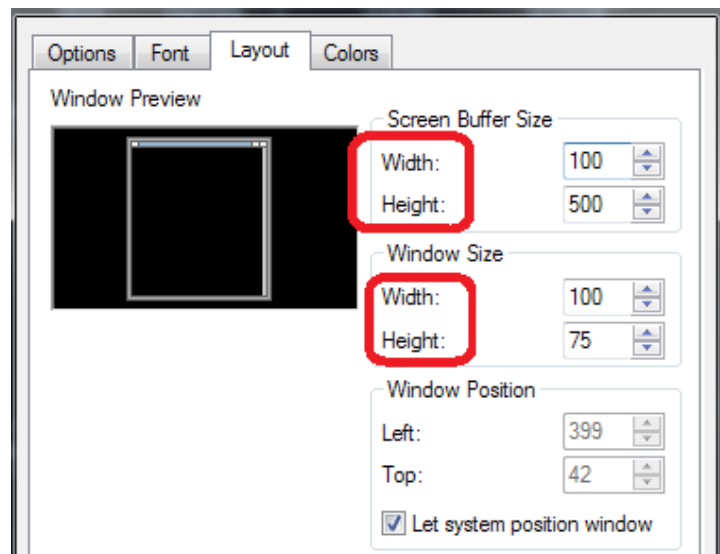 Options Font Layout Colors
Window Preview
Screen Buffer Size
Width: 100
Height: 500
Window Size
Width: 100
Height: 75
Window Position
Left: 399
Top: 42
Let system position window